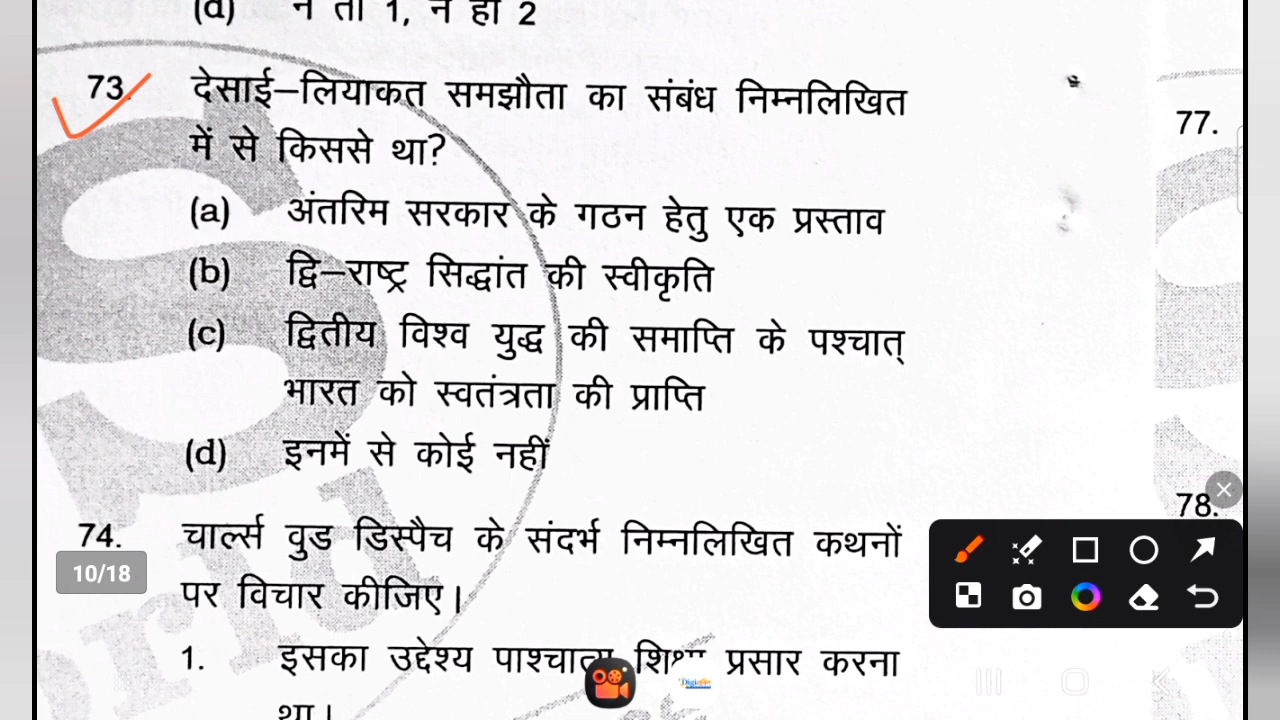 (d) न तो 1, न ही 2
73. देसाई–लियाकत समझौता का संबंध निम्नलिखित
में से किससे था?
(a) अंतरिम सरकार के गठन हेतु एक प्रस्ताव
(b) द्वि–राष्ट्र सिद्धांत की स्वीकृति
(c) द्वितीय विश्व युद्ध की समाप्ति के पश्चात्
भारत को स्वतंत्रता की प्राप्ति
(d) इनमें से कोई नहीं
74. चार्ल्स वुड डिस्पैच के संदर्भ निम्नलिखित कथनों
पर विचार कीजिए।
1. इसका उद्देश्य पाश्चात्य प्रसार करना
था।
10/18
77.
78.